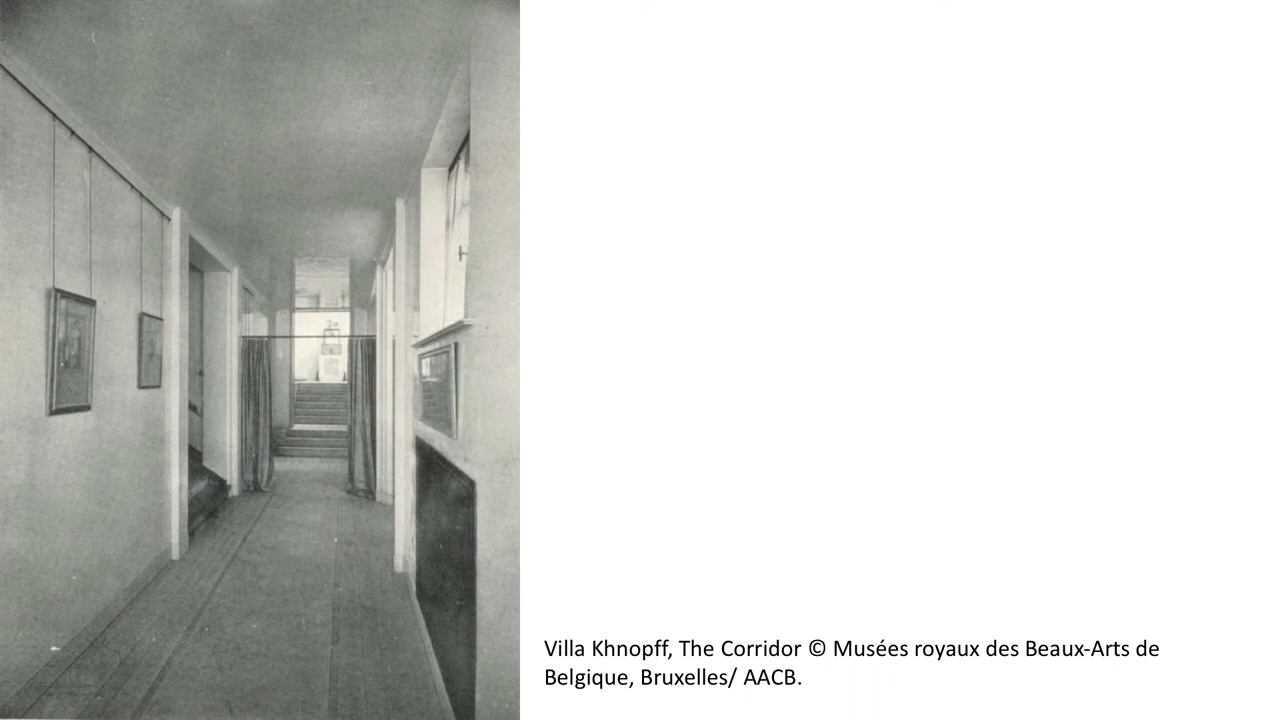 Villa Khnopff, The Corridor © Musées royaux des Beaux-Arts de
Belgique, Bruxelles/ AACB.